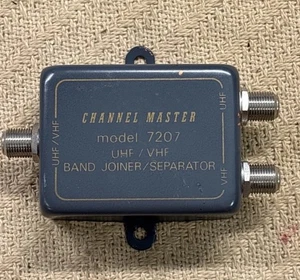 CHANNEL MASTER
model 7207
UHF / VHF
BAND JOINER/SEPARATOR
UHF/VHF
UHF
VHF